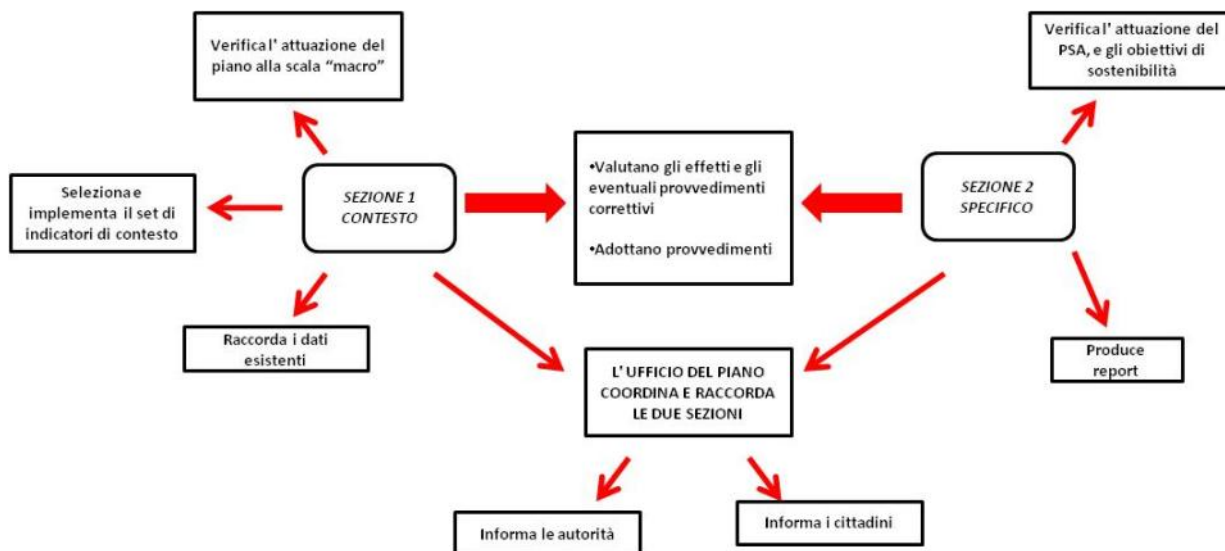 Verifica l' attuazione del
piano alla scala “macro”
Verifica l' attuazione del
PSA, e gli obiettivi di
sostenibilità
Seleziona e
implementa il set di
indicatori di contesto
SEZIONE 1
CONTESTO
•Valutano gli effetti e gli
eventuali provvedimenti
correttivi
•Adottano provvedimenti
SEZIONE 2
SPECIFICO
Raccorda i dati
esistenti
L' UFFICIO DEL PIANO
COORDINA E RACCORDA
LE DUE SEZIONI
Produce
report
Informa le autorità
Informa i cittadini